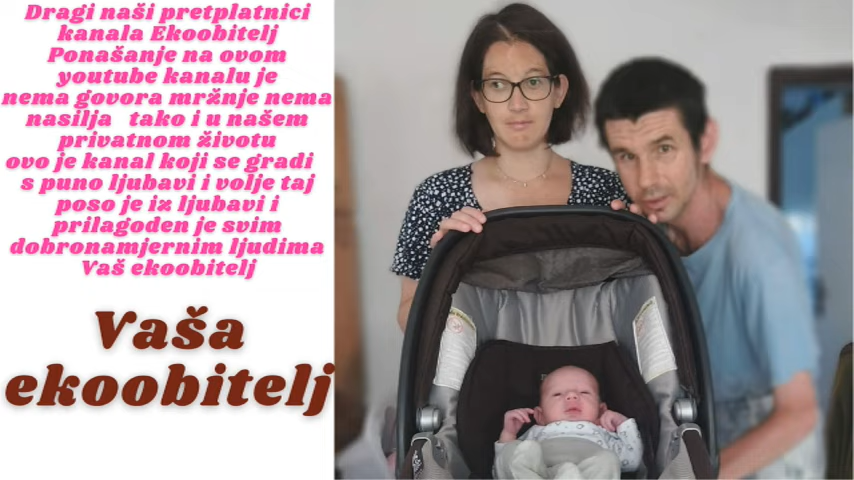 Dragi naši pretplatnici
kanala Ekoobitelj
Ponašanje na ovom
youtube kanalu je
nema govora mržnje nema
nasilja tako i u našem
privatnom životu
ovo je kanal koji se gradi
s puno ljubavi i volje taj
poso je iz ljubavi i
prilagođen je svim
dobronamjernim ljudima
Vaš ekoobitelj
Vaša
ekoobitelj